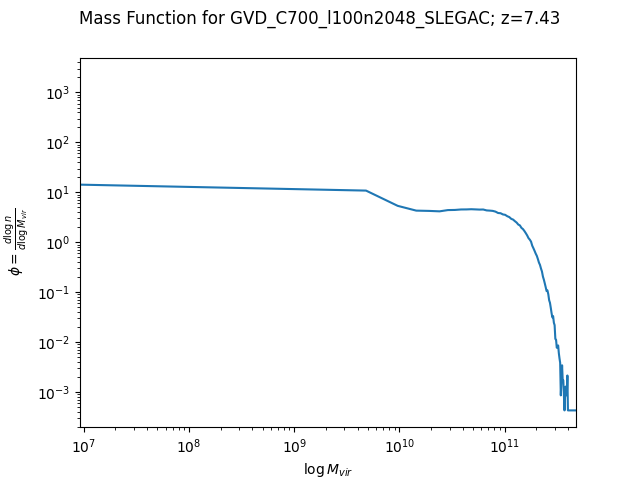 Mass Function for GVD_C700_l100n2048_SLEGAC; z=7.43
10³
10²
10¹
10⁰
10⁻¹
10⁻²
10⁻³
ϕ = d log n / d log M_vir
10⁷ 10⁸ 10⁹ 10¹⁰ 10¹¹
log M_vir